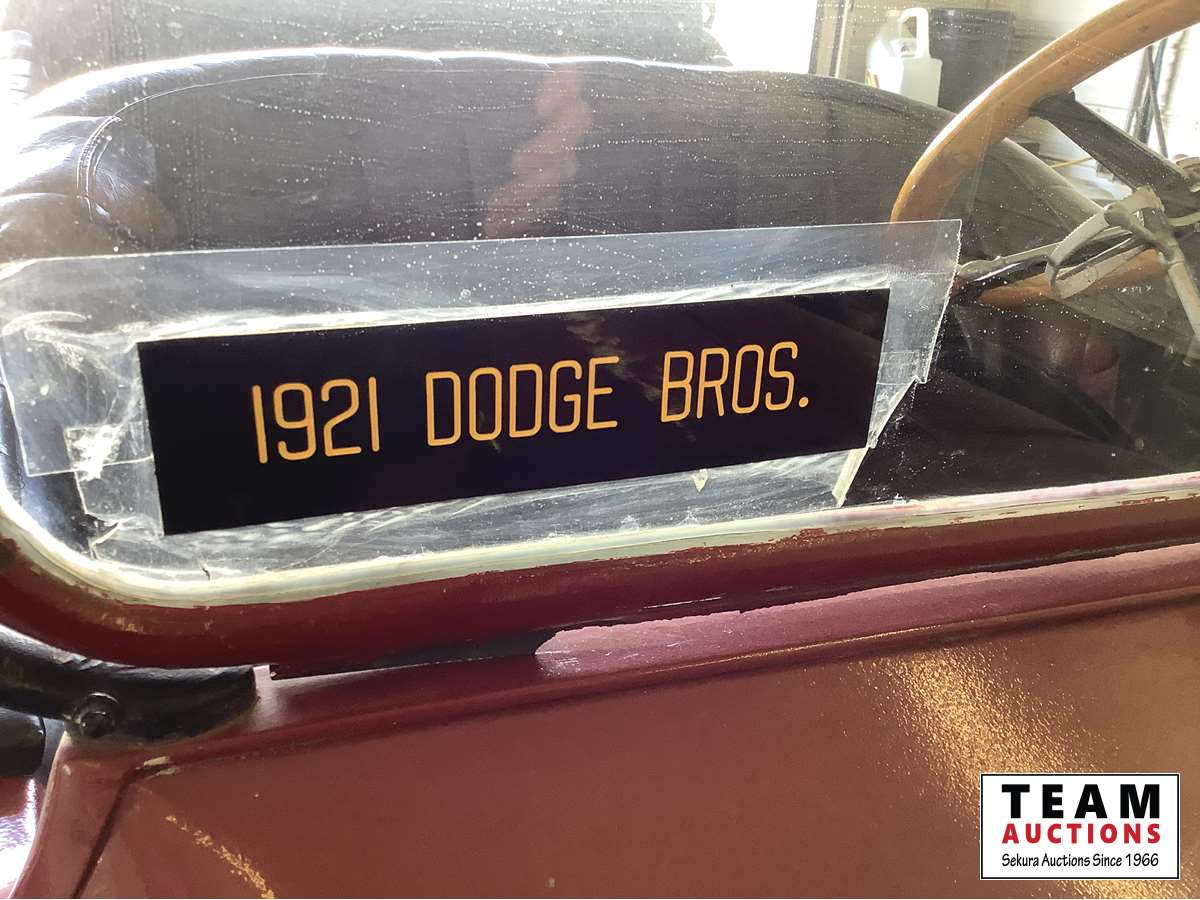 1921 DODGE BROS.
TEAM
AUCTIONS
Sekura Auctions Since 1966